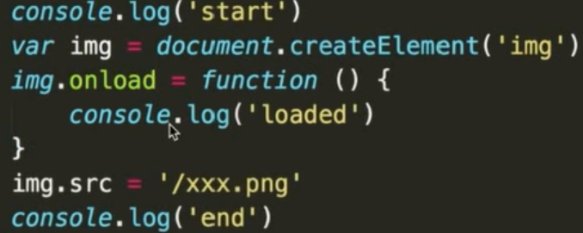 console.log('start')
var img = document.createElement('img')
img.onload = function () {
    console.log('loaded')
}
img.src = '/xxx.png'
console.log('end')